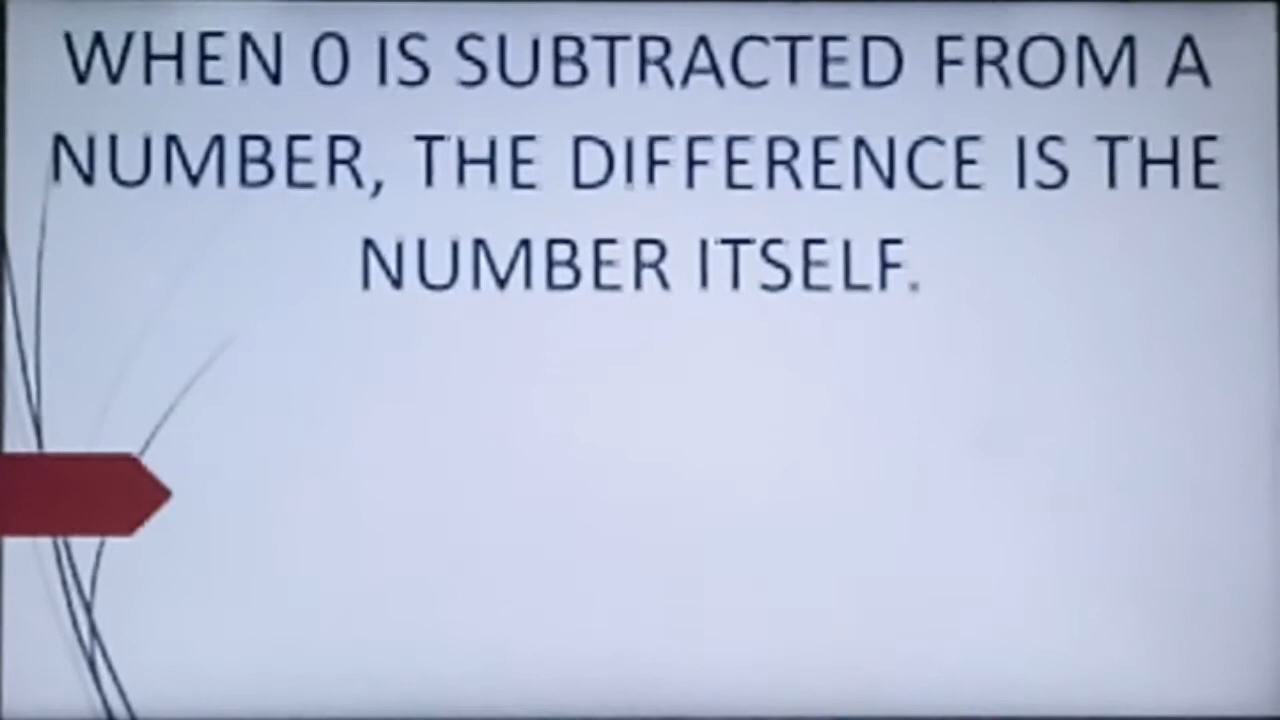 WHEN 0 IS SUBTRACTED FROM A
NUMBER, THE DIFFERENCE IS THE
NUMBER ITSELF.